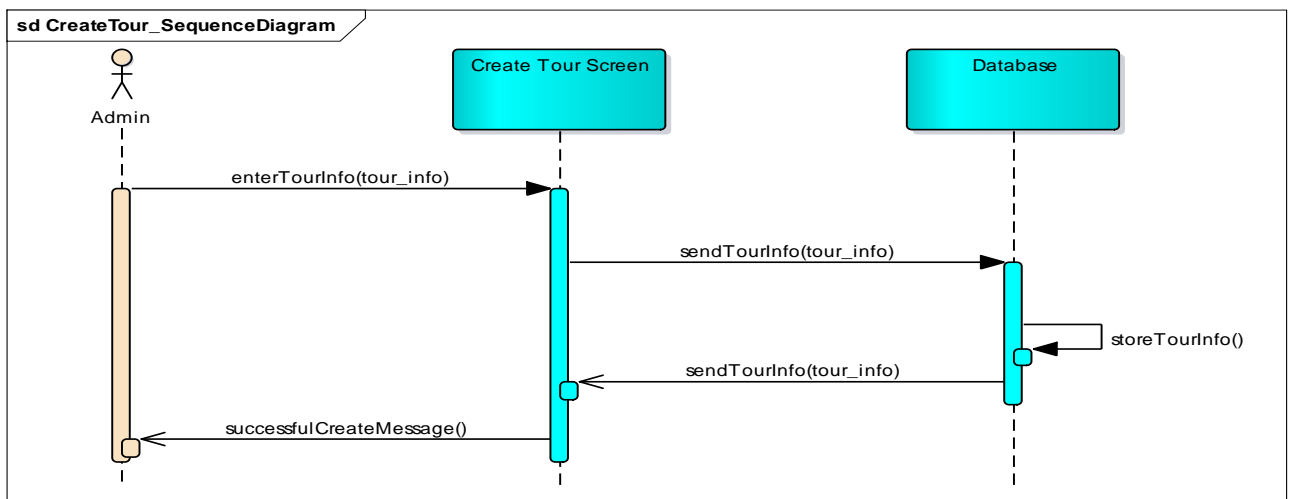 sd CreateTour_SequenceDiagram
Admin
Create Tour Screen
Database
enterTourInfo(tour_info)
sendTourInfo(tour_info)
storeTourInfo()
sendTourInfo(tour_info)
successfulCreateMessage()